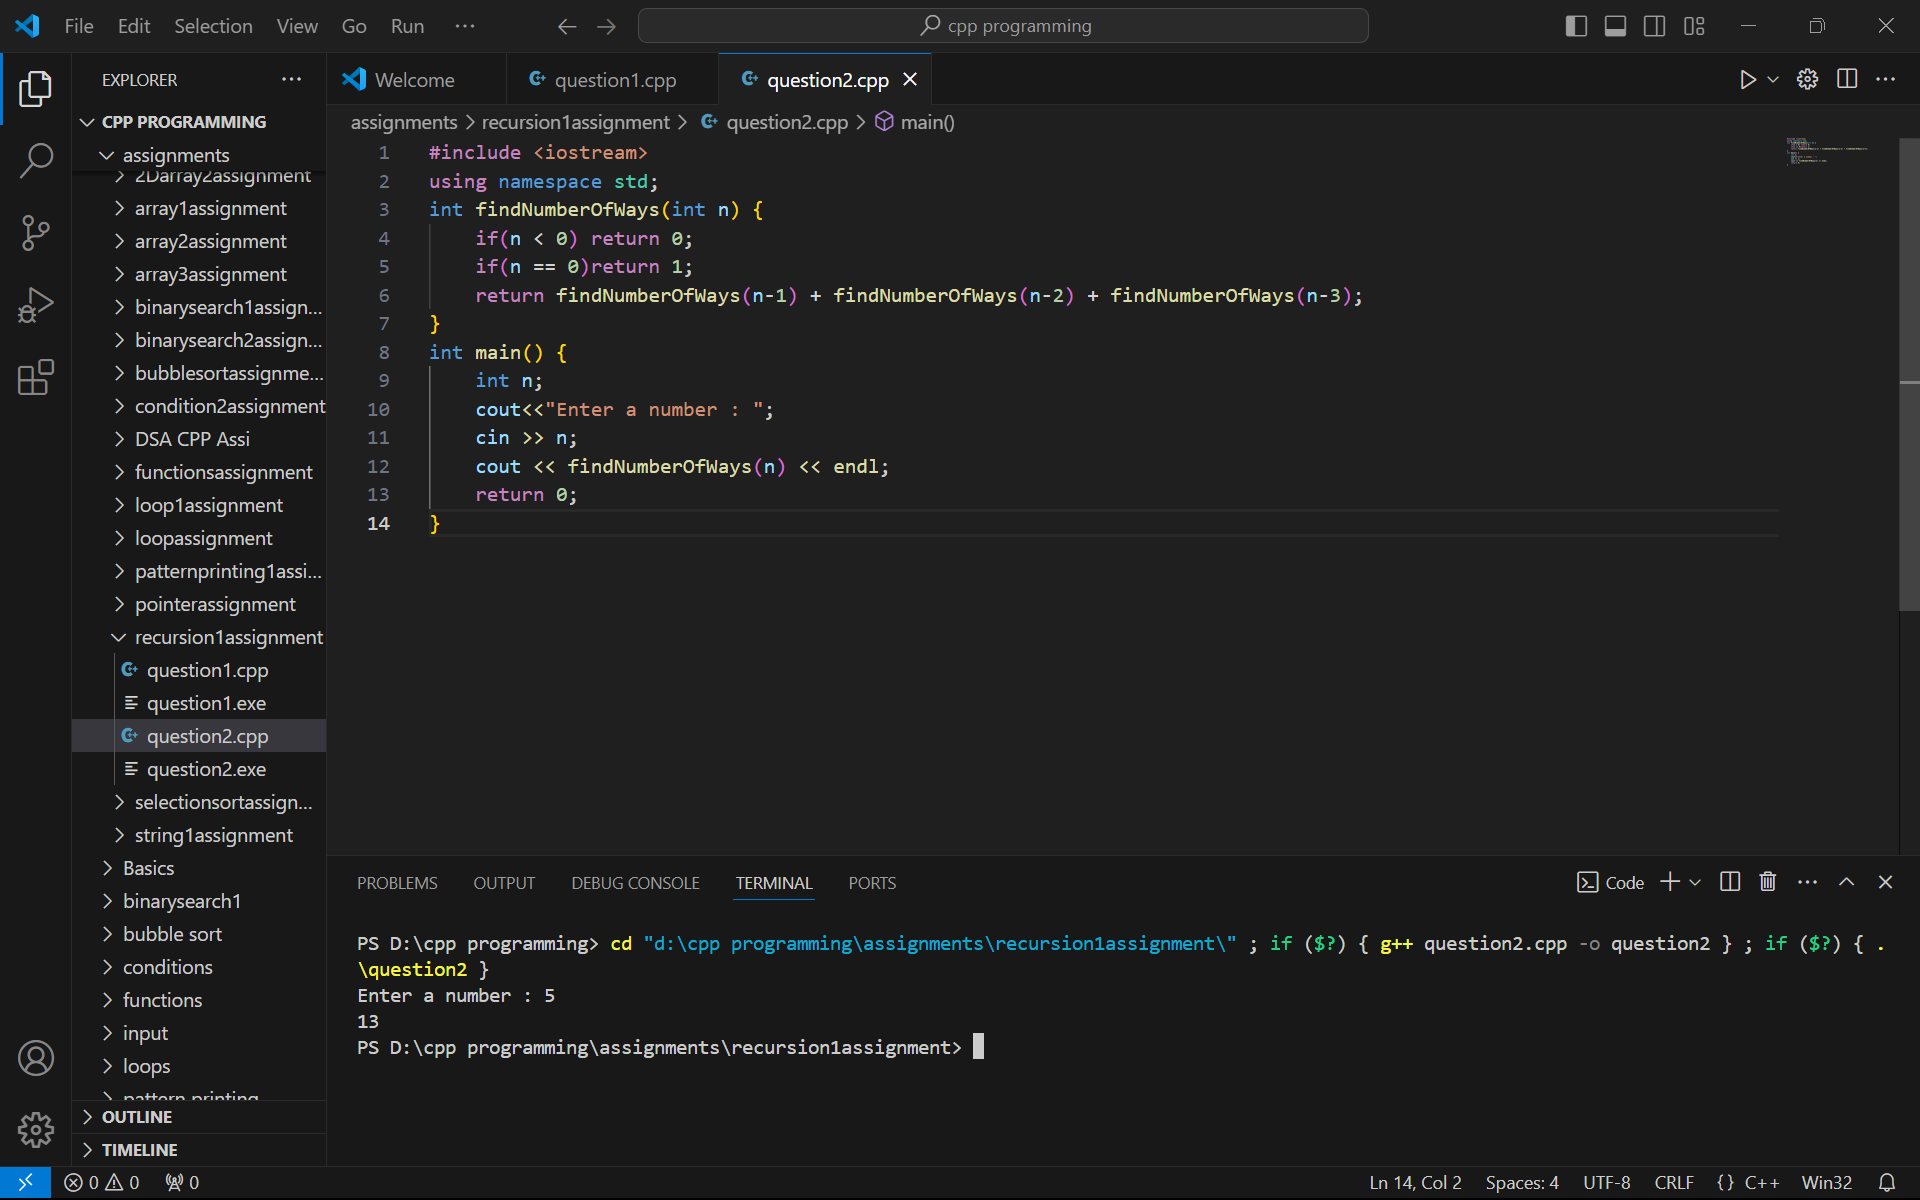 File Edit Selection View Go Run ···
cpp programming
EXPLORER ···
Welcome
question1.cpp
question2.cpp
CPP PROGRAMMING
assignments
2Darray2assignment
array1assignment
array2assignment
array3assignment
binarysearch1assign...
binarysearch2assign...
bubblesortassignme...
condition2assignment
DSA CPP Assi
functionsassignment
loop1assignment
loopassignment
patternprinting1assi...
pointerassignment
recursion1assignment
question1.cpp
question1.exe
question2.cpp
question2.exe
selectionsortassign...
string1assignment
Basics
binarysearch1
bubble sort
conditions
functions
input
loops
pattern printing
OUTLINE
TIMELINE
assignments > recursion1assignment > question2.cpp > main()
1 #include <iostream>
2 using namespace std;
3 int findNumberOfWays(int n) {
4     if(n < 0) return 0;
5     if(n == 0)return 1;
6     return findNumberOfWays(n-1) + findNumberOfWays(n-2) + findNumberOfWays(n-3);
7 }
8 int main() {
9     int n;
10     cout<<"Enter a number : ";
11     cin >> n;
12     cout << findNumberOfWays(n) << endl;
13     return 0;
14 }
PROBLEMS OUTPUT DEBUG CONSOLE TERMINAL PORTS
Code
PS D:\cpp programming> cd "d:\cpp programming\assignments\recursion1assignment\" ; if ($?) { g++ question2.cpp -o question2 } ; if ($?) { .
\question2 }
Enter a number : 5
13
PS D:\cpp programming\assignments\recursion1assignment>
0 0 0
Ln 14, Col 2 Spaces: 4 UTF-8 CRLF {} C++ Win32